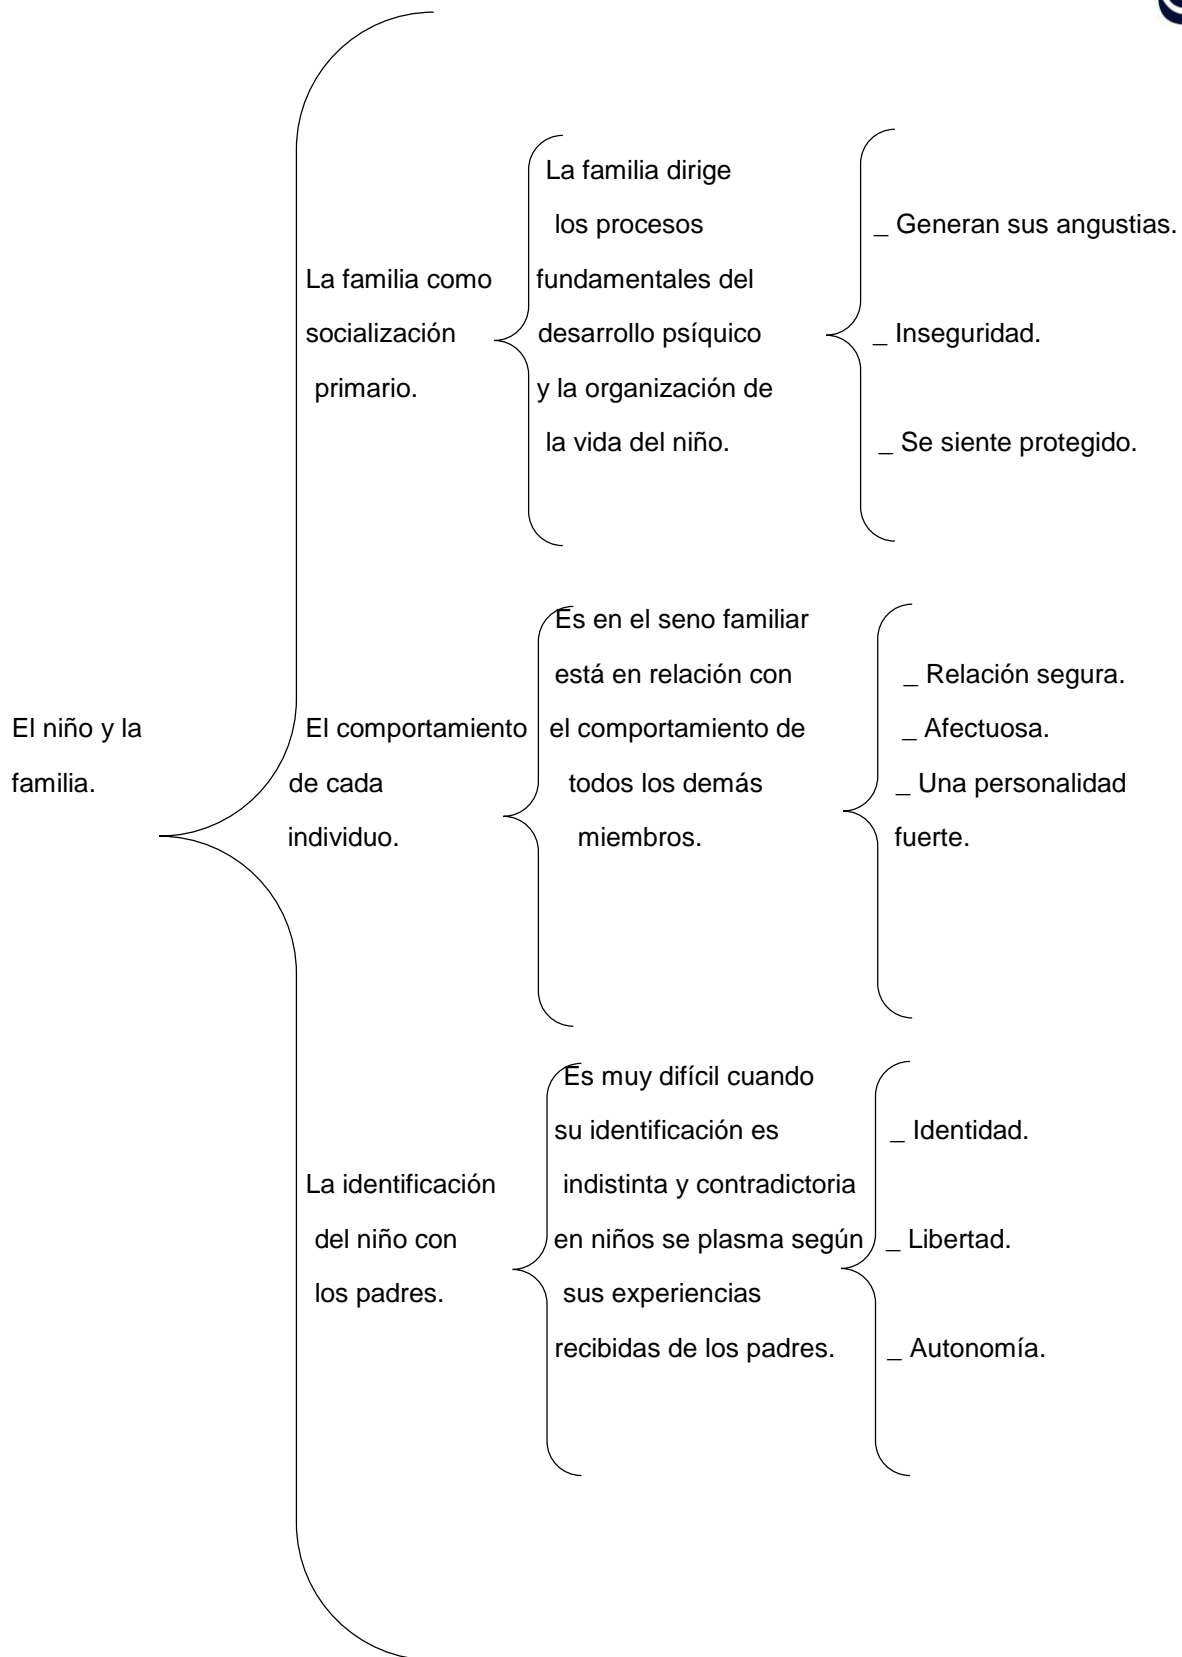 El niño y la
familia.
La familia como
socialización
primario.
La familia dirige
los procesos
fundamentales del
desarrollo psíquico
y la organización de
la vida del niño.
_ Generan sus angustias.
_ Inseguridad.
_ Se siente protegido.
El comportamiento
de cada
individuo.
Es en el seno familiar
está en relación con
el comportamiento de
todos los demás
miembros.
_ Relación segura.
_ Afectuosa.
_ Una personalidad
fuerte.
La identificación
del niño con
los padres.
Es muy difícil cuando
su identificación es
indistinta y contradictoria
en niños se plasma según
sus experiencias
recibidas de los padres.
_ Identidad.
_ Libertad.
_ Autonomía.